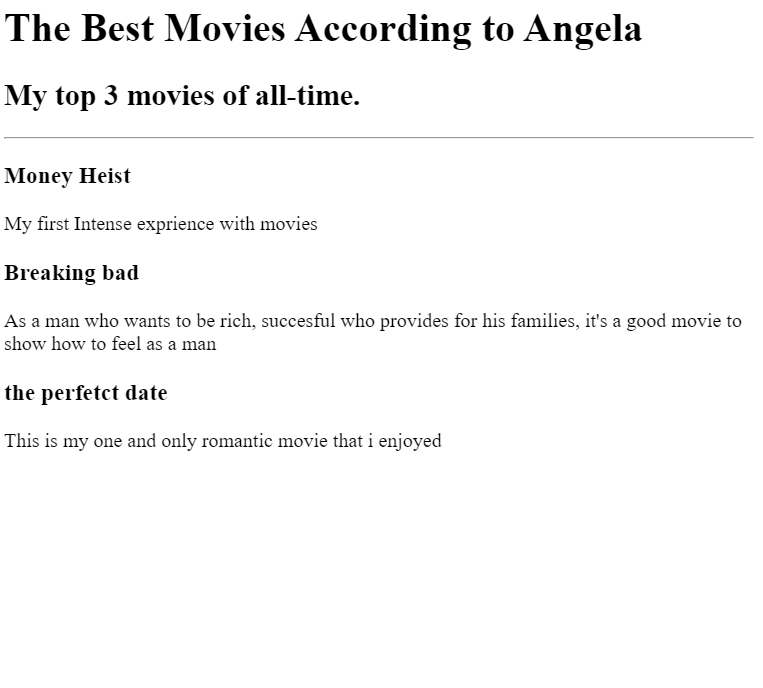 The Best Movies According to Angela
My top 3 movies of all-time.
Money Heist
My first Intense exprience with movies
Breaking bad
As a man who wants to be rich, succesful who provides for his families, it's a good movie to
show how to feel as a man
the perfetct date
This is my one and only romantic movie that i enjoyed